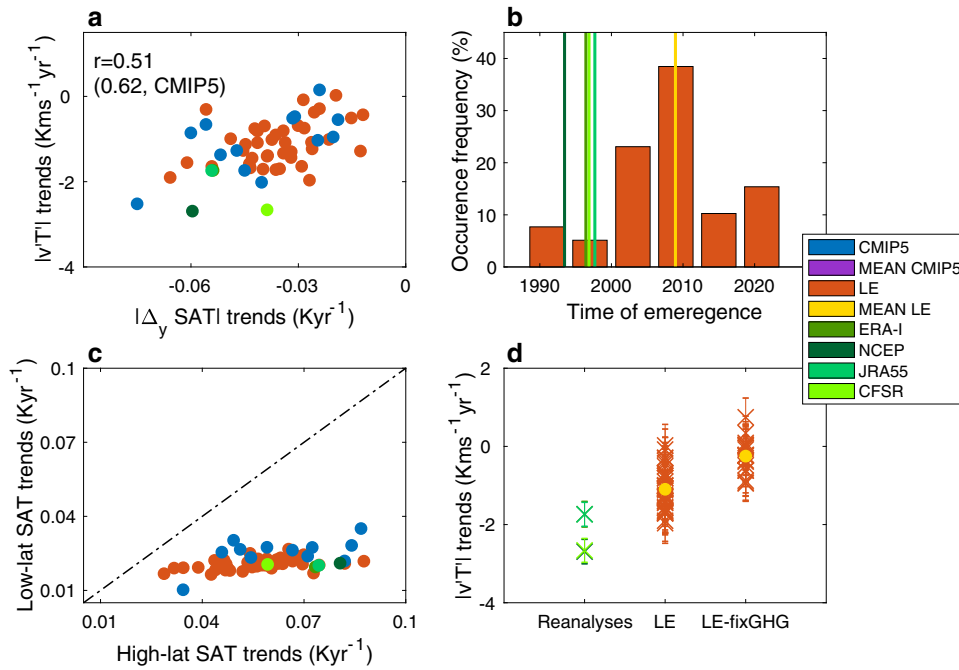 a
|v'T'| trends (Kms⁻¹yr⁻¹)
r=0.51
(0.62, CMIP5)
0
-2
-4
-0.06
-0.03
0
|Δy SAT| trends (Kyr⁻¹)
b
Occurence frequency (%)
40
30
20
10
0
1990
2000
2010
2020
Time of emeregence
CMIP5
MEAN CMIP5
LE
MEAN LE
ERA-I
NCEP
JRA55
CFSR
c
Low-lat SAT trends (Kyr⁻¹)
0.1
0.07
0.04
0.01
0.01
0.04
0.07
0.1
High-lat SAT trends (Kyr⁻¹)
d
|v'T'| trends (Kms⁻¹yr⁻¹)
2
0
-2
-4
Reanalyses
LE
LE-fixGHG